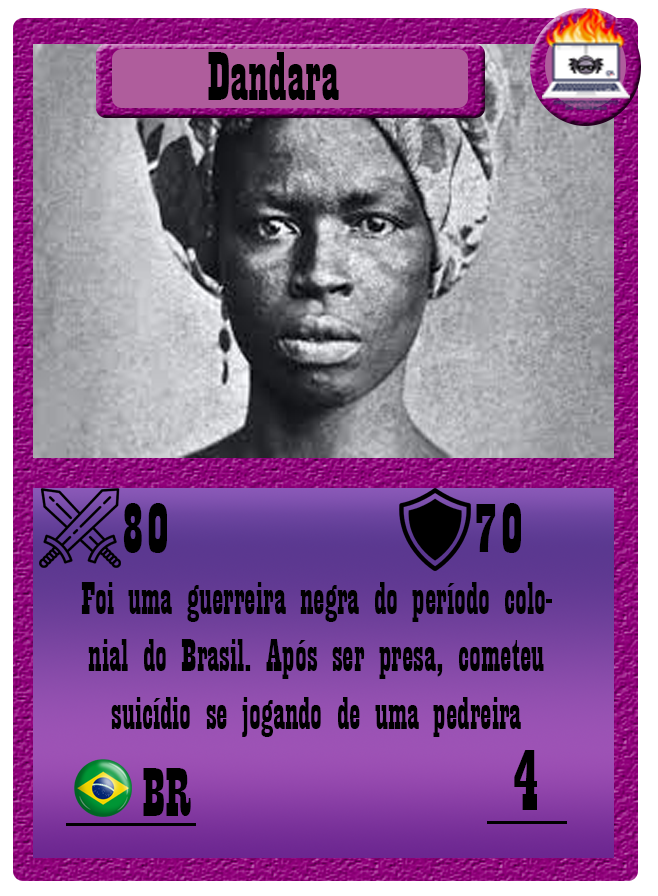 Dandara
80
70
Foi uma guerreira negra do período colo-
nial do Brasil. Após ser presa, cometeu
suicídio se jogando de uma pedreira
BR
4